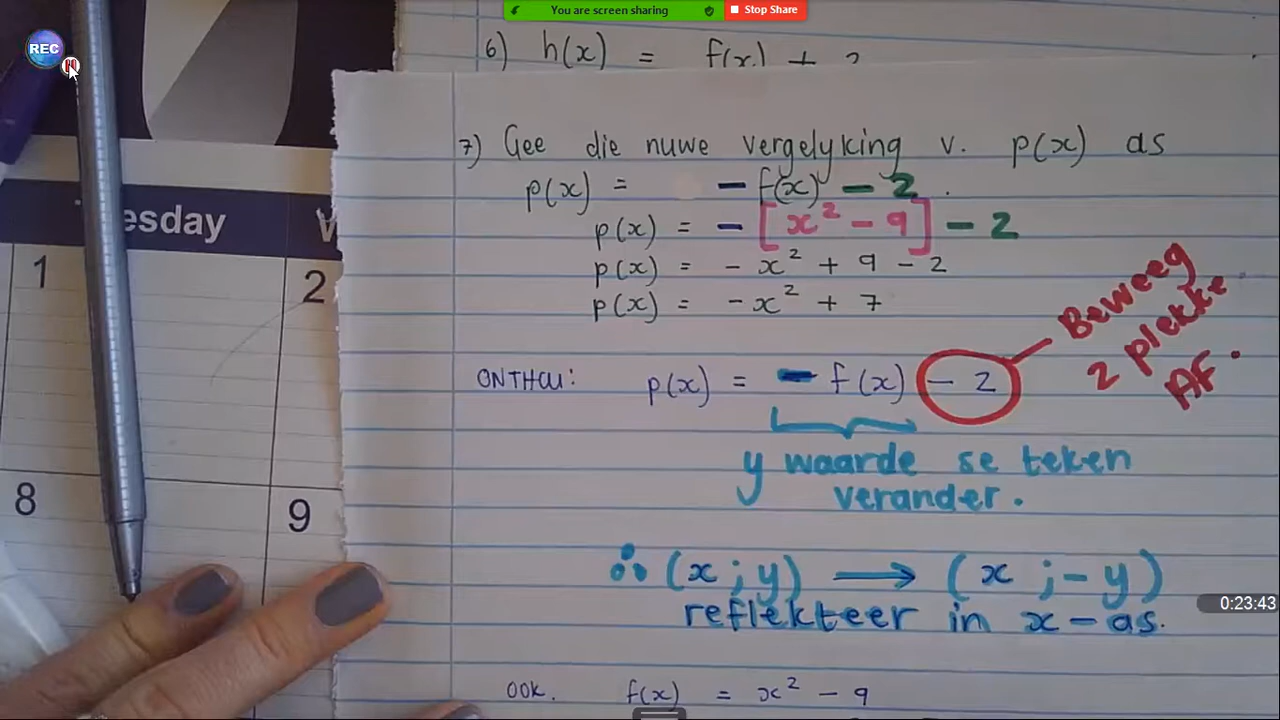 You are screen sharing
Stop Share
REC
6) h(x) = f(x) +
7) Gee die nuwe vergelyking v. p(x) as
p(x) = - f(x) - 2 .
p(x) = - [x² - 9] - 2
p(x) = - x² + 9 - 2
p(x) = - x² + 7
Beweeg
2 plekke
AF.
ONTHOU: p(x) = - f(x) - 2
y waarde se teken
verander.
∴ (x ; y) → (x ; - y)
reflekteer in x - as.
OOK. f(x) = x² - 9
esday
1
2
8
9
0:23:43